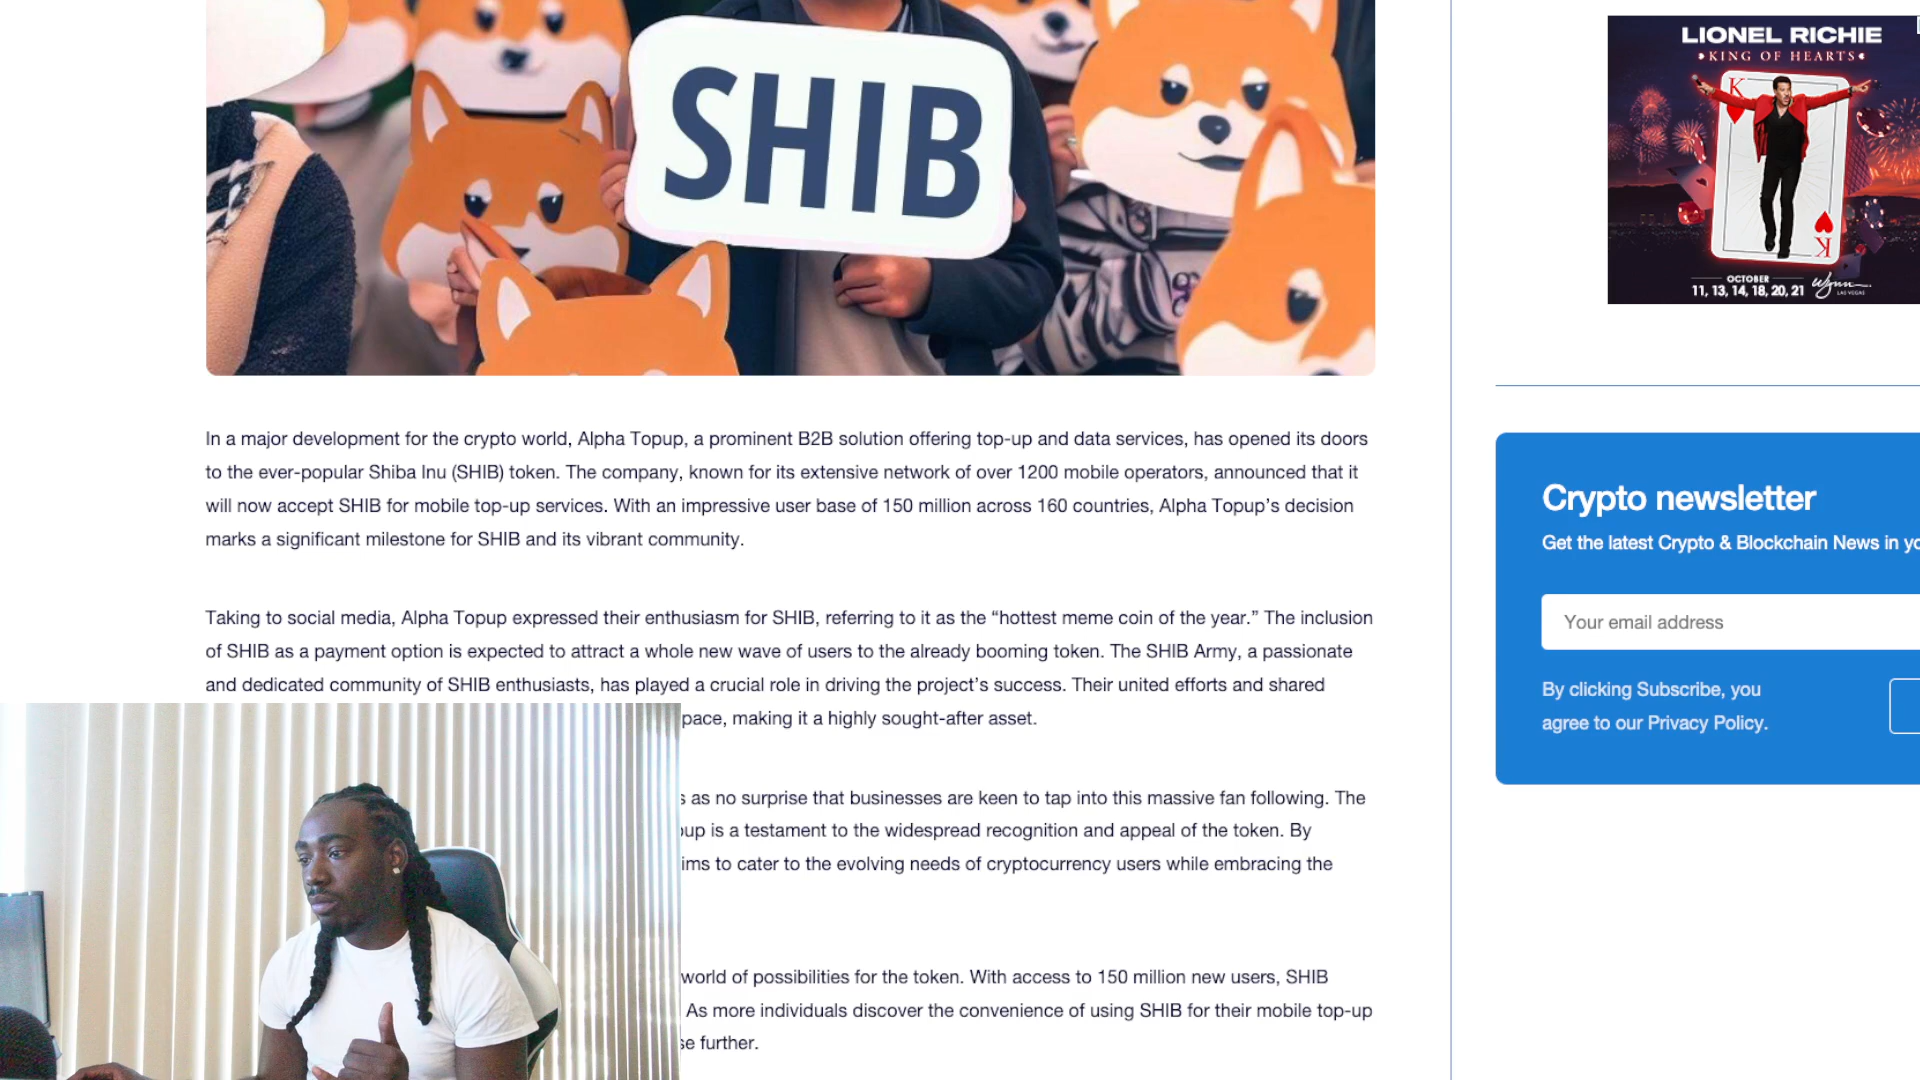 SHIB
In a major development for the crypto world, Alpha Topup, a prominent B2B solution offering top-up and data services, has opened its doors
to the ever-popular Shiba Inu (SHIB) token. The company, known for its extensive network of over 1200 mobile operators, announced that it
will now accept SHIB for mobile top-up services. With an impressive user base of 150 million across 160 countries, Alpha Topup’s decision
marks a significant milestone for SHIB and its vibrant community.
Taking to social media, Alpha Topup expressed their enthusiasm for SHIB, referring to it as the “hottest meme coin of the year.” The inclusion
of SHIB as a payment option is expected to attract a whole new wave of users to the already booming token. The SHIB Army, a passionate
and dedicated community of SHIB enthusiasts, has played a crucial role in driving the project’s success. Their united efforts and shared
pace, making it a highly sought-after asset.
s as no surprise that businesses are keen to tap into this massive fan following. The
up is a testament to the widespread recognition and appeal of the token. By
ims to cater to the evolving needs of cryptocurrency users while embracing the
world of possibilities for the token. With access to 150 million new users, SHIB
As more individuals discover the convenience of using SHIB for their mobile top-up
se further.
LIONEL RICHIE
KING OF HEARTS
K
K
OCTOBER
11, 13, 14, 18, 20, 21
Wynn
LAS VEGAS
Crypto newsletter
Get the latest Crypto & Blockchain News in yo
Your email address
By clicking Subscribe, you
agree to our Privacy Policy.